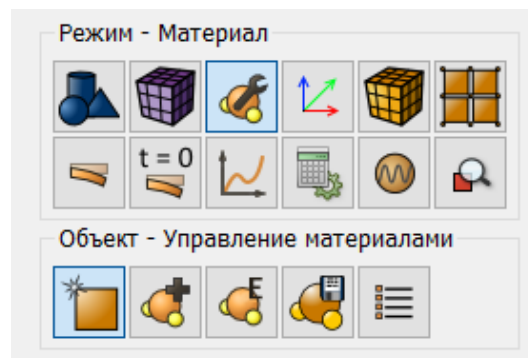 Режим - Материал
t = 0
Объект - Управление материалами
E